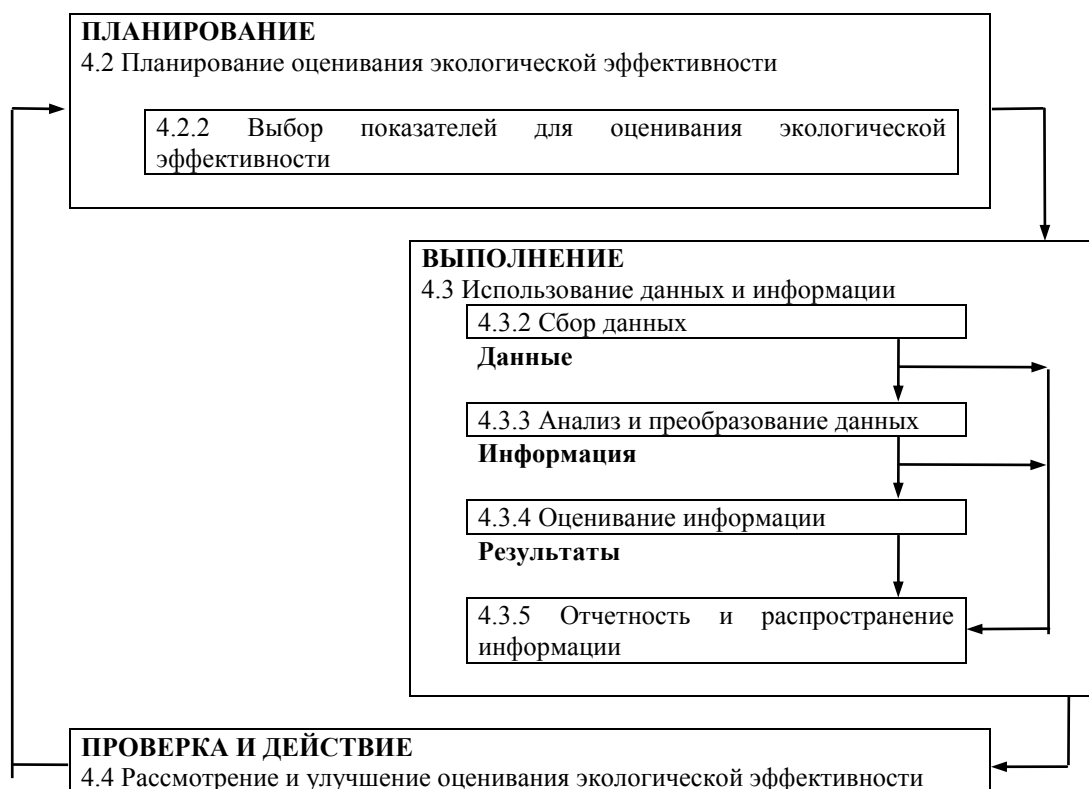 ПЛАНИРОВАНИЕ
4.2 Планирование оценивания экологической эффективности
4.2.2 Выбор показателей для оценивания экологической
эффективности
ВЫПОЛНЕНИЕ
4.3 Использование данных и информации
4.3.2 Сбор данных
Данные
4.3.3 Анализ и преобразование данных
Информация
4.3.4 Оценивание информации
Результаты
4.3.5 Отчетность и распространение
информации
ПРОВЕРКА И ДЕЙСТВИЕ
4.4 Рассмотрение и улучшение оценивания экологической эффективности